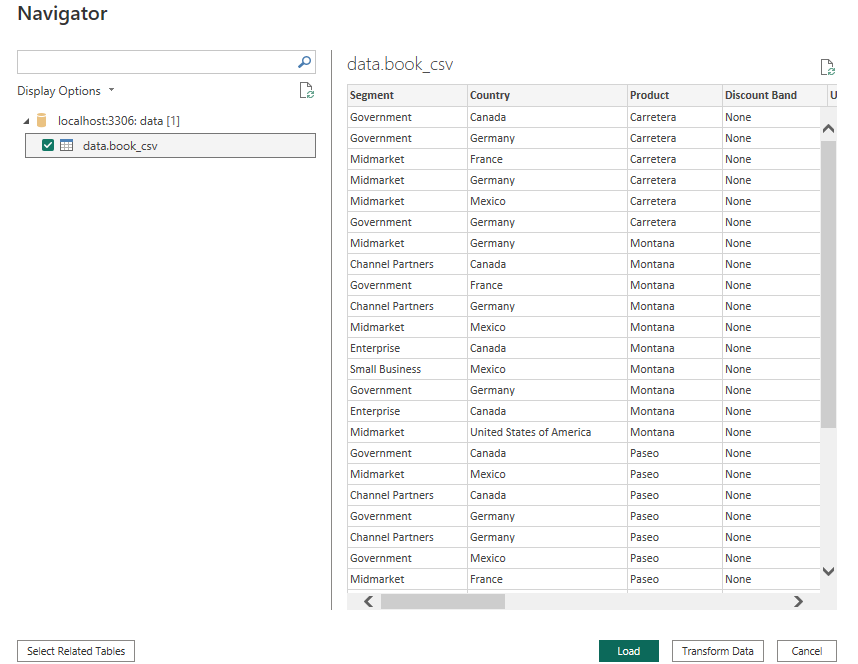 Navigator
Display Options
localhost:3306: data [1]
data.book_csv
data.book_csv
Segment Country Product Discount Band U
Government Canada Carretera None
Government Germany Carretera None
Midmarket France Carretera None
Midmarket Germany Carretera None
Midmarket Mexico Carretera None
Government Germany Carretera None
Midmarket Germany Montana None
Channel Partners Canada Montana None
Government France Montana None
Channel Partners Germany Montana None
Midmarket Mexico Montana None
Enterprise Canada Montana None
Small Business Mexico Montana None
Government Germany Montana None
Enterprise Canada Montana None
Midmarket United States of America Montana None
Government Canada Paseo None
Midmarket Mexico Paseo None
Channel Partners Canada Paseo None
Government Germany Paseo None
Channel Partners Germany Paseo None
Government Mexico Paseo None
Midmarket France Paseo None
Select Related Tables Load Transform Data Cancel